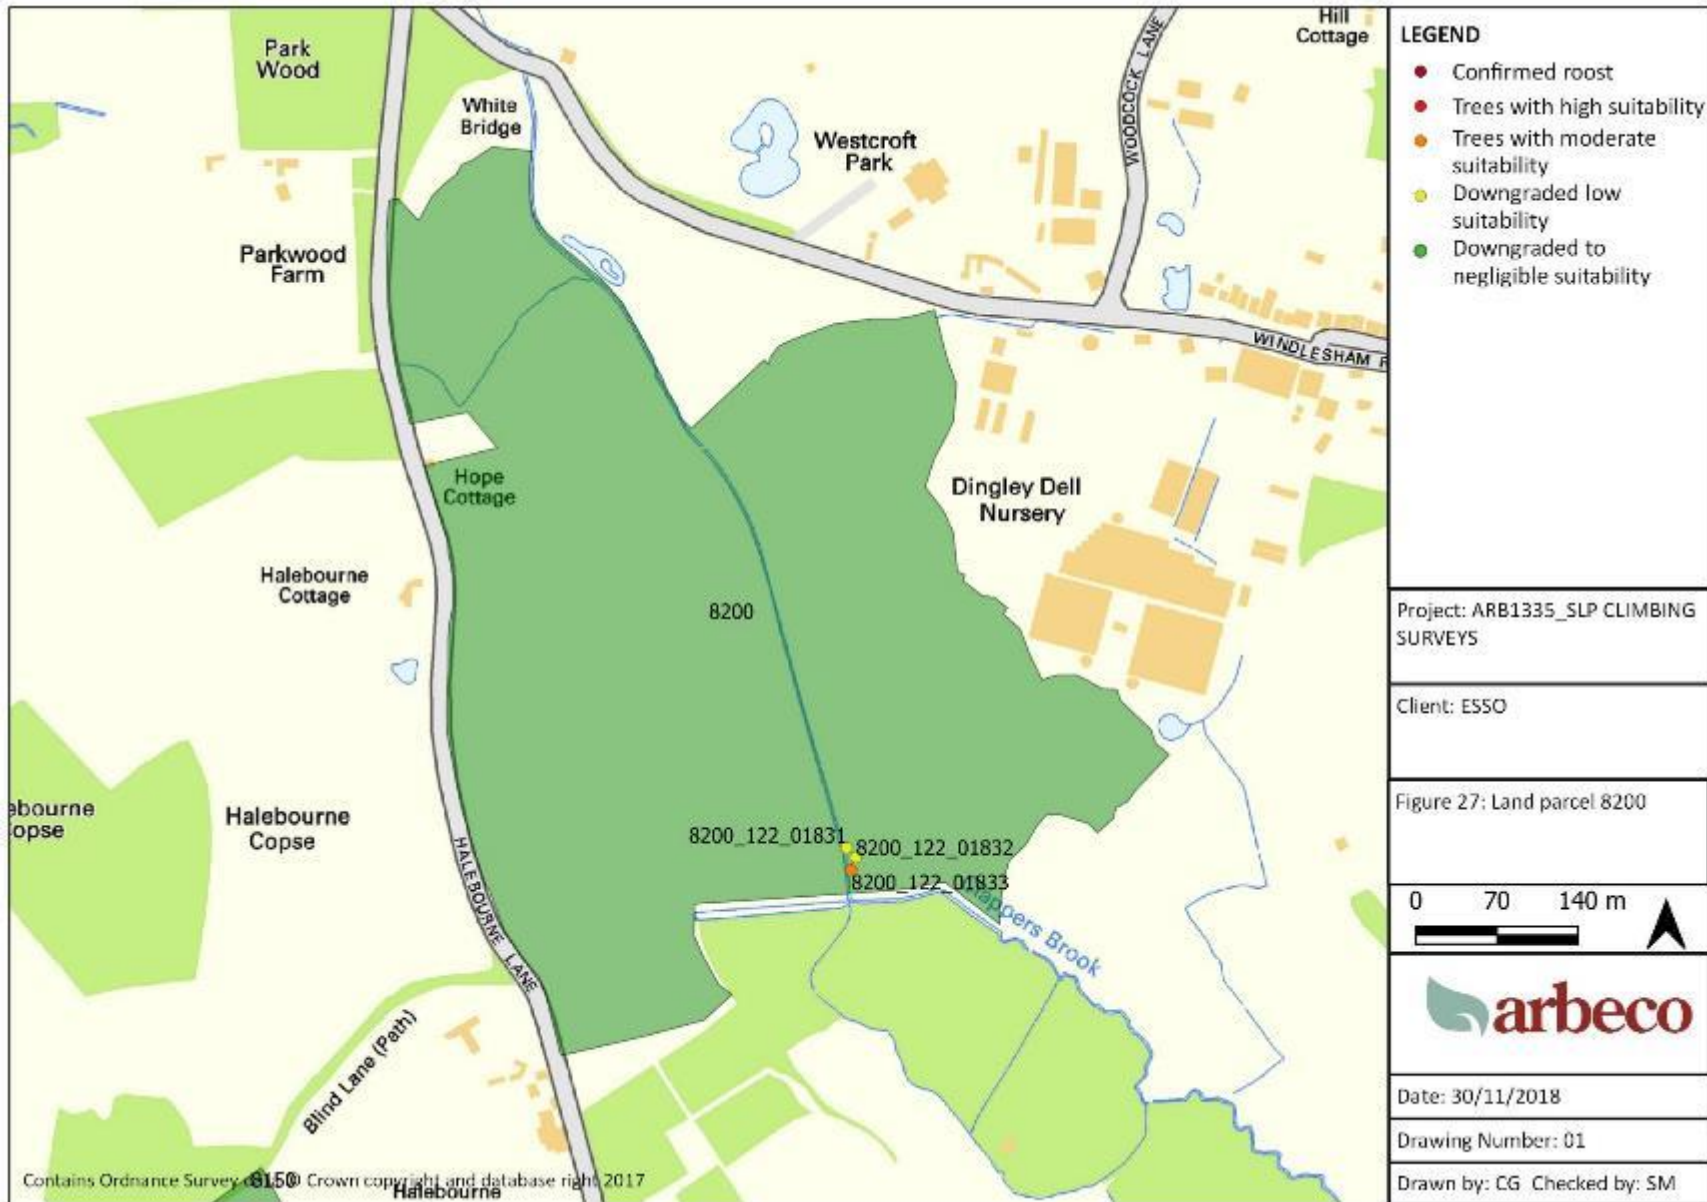 Park
Wood
White
Bridge
Westcroft
Park
WOODCOCK LANE
Hill
Cottage
Parkwood
Farm
WINDLESHAM
Hope
Cottage
Dingley Dell
Nursery
Halebourne
Cottage
8200
ebourne
Copse
Halebourne
Copse
HALEBOURNE LANE
8200_122_01831
8200_122_01832
8200_122_01833
Brook
Blind Lane (Path)
8150
Halebourne
Contains Ordnance Survey © Crown copyright and database right 2017
LEGEND
Confirmed roost
Trees with high suitability
Trees with moderate
suitability
Downgraded low
suitability
Downgraded to
negligible suitability
Project: ARB1335_SLP CLIMBING
SURVEYS
Client: ESSO
Figure 27: Land parcel 8200
0 70 140 m
arbeco
Date: 30/11/2018
Drawing Number: 01
Drawn by: CG Checked by: SM